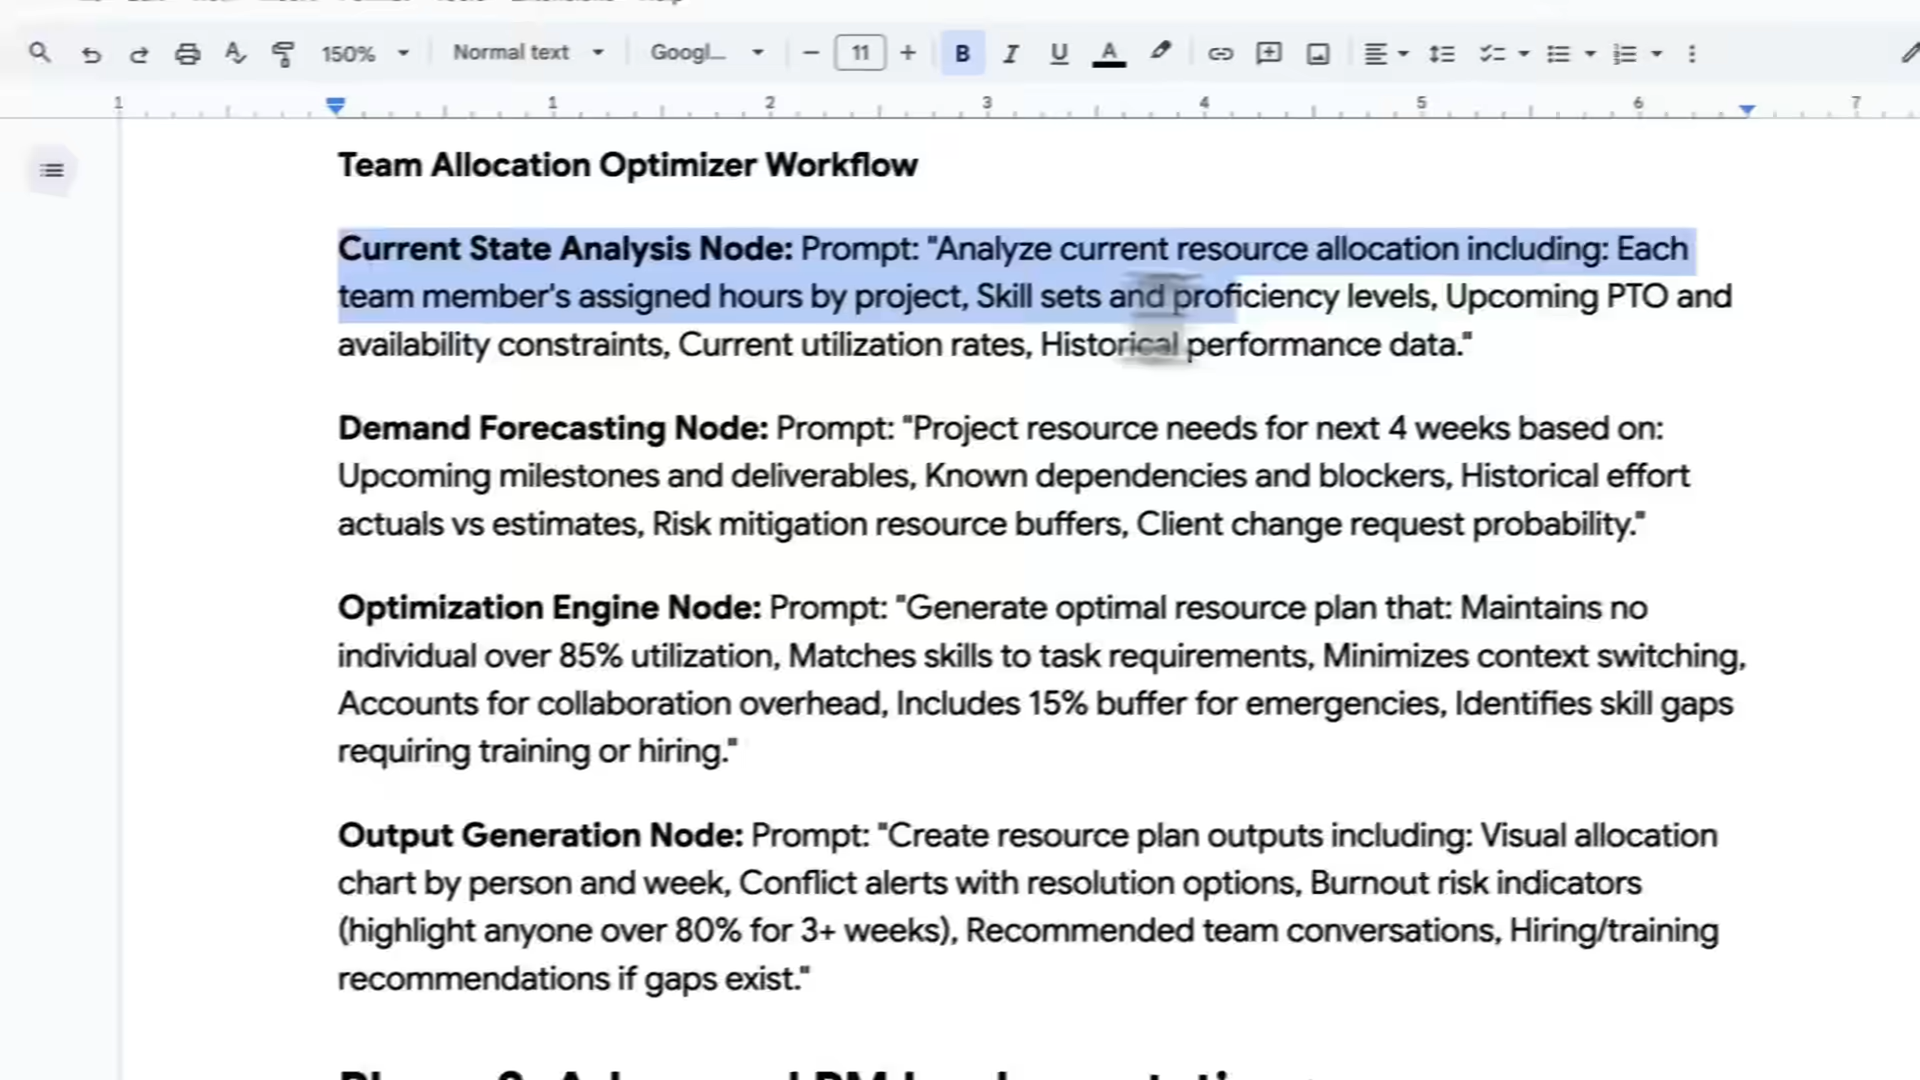 150% Normal text Googl... 11 B I U A
1 1 2 3 4 5 6 7
Team Allocation Optimizer Workflow
Current State Analysis Node: Prompt: "Analyze current resource allocation including: Each
team member's assigned hours by project, Skill sets and proficiency levels, Upcoming PTO and
availability constraints, Current utilization rates, Historical performance data."
Demand Forecasting Node: Prompt: "Project resource needs for next 4 weeks based on:
Upcoming milestones and deliverables, Known dependencies and blockers, Historical effort
actuals vs estimates, Risk mitigation resource buffers, Client change request probability."
Optimization Engine Node: Prompt: "Generate optimal resource plan that: Maintains no
individual over 85% utilization, Matches skills to task requirements, Minimizes context switching,
Accounts for collaboration overhead, Includes 15% buffer for emergencies, Identifies skill gaps
requiring training or hiring."
Output Generation Node: Prompt: "Create resource plan outputs including: Visual allocation
chart by person and week, Conflict alerts with resolution options, Burnout risk indicators
(highlight anyone over 80% for 3+ weeks), Recommended team conversations, Hiring/training
recommendations if gaps exist."